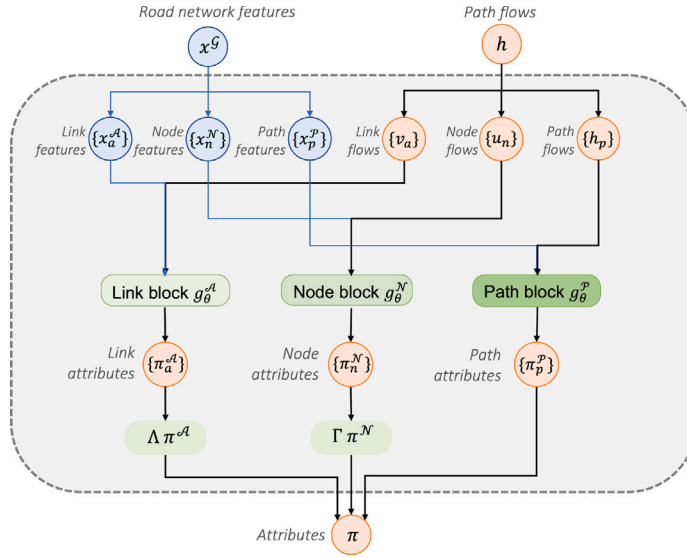 Road network features
Path flows
x^𝒢
h
Link features
{x_a^𝒜}
Node features
{x_n^𝒩}
Path features
{x_p^𝒫}
Link flows
{v_a}
Node flows
{u_n}
Path flows
{h_p}
Link block g_θ^𝒜
Node block g_θ^𝒩
Path block g_θ^𝒫
Link attributes
{π_a^𝒜}
Node attributes
{π_n^𝒩}
Path attributes
{π_p^𝒫}
Λ π^𝒜
Γ π^𝒩
Attributes
π